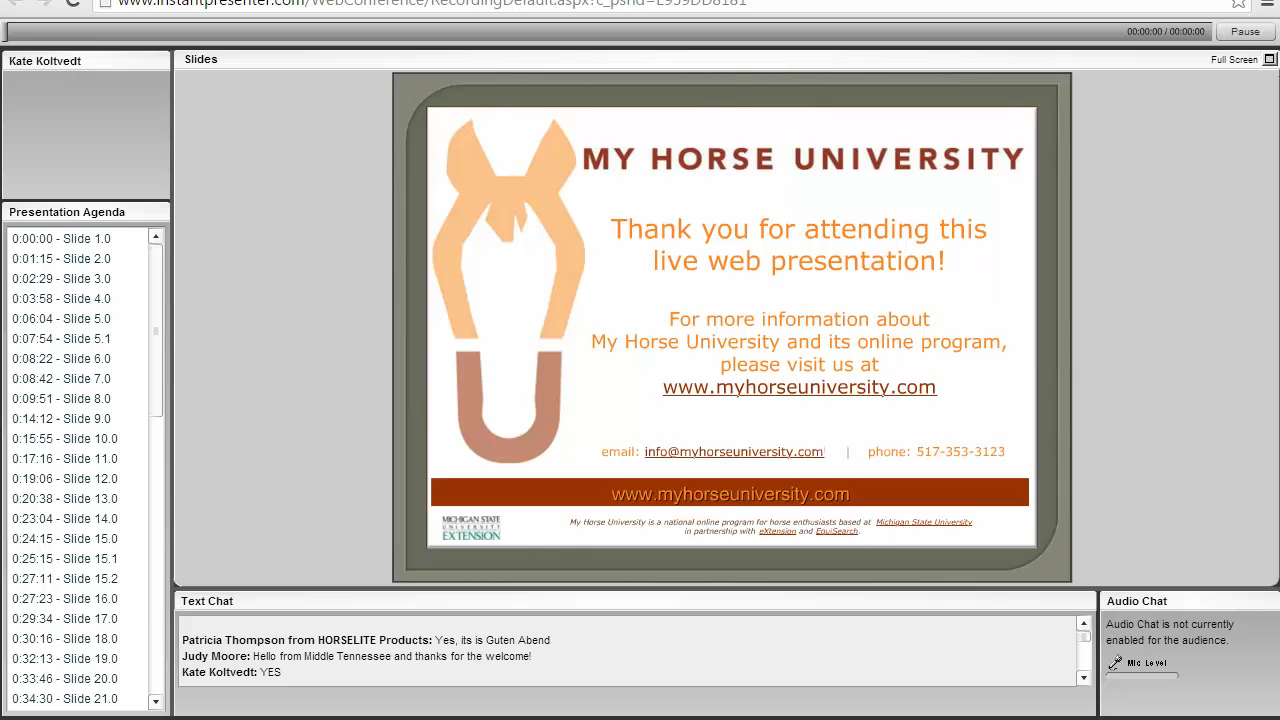 www.instantpresenter.com/WebConference/RecordingDefault.aspx?c_psrid=E959DD8181
00:00:00 / 00:00:00
Pause
Kate Koltvedt
Slides
Full Screen
Presentation Agenda
0:00:00 - Slide 1.0
0:01:15 - Slide 2.0
0:02:29 - Slide 3.0
0:03:58 - Slide 4.0
0:06:04 - Slide 5.0
0:07:54 - Slide 5.1
0:08:22 - Slide 6.0
0:08:42 - Slide 7.0
0:09:51 - Slide 8.0
0:14:12 - Slide 9.0
0:15:55 - Slide 10.0
0:17:16 - Slide 11.0
0:19:06 - Slide 12.0
0:20:38 - Slide 13.0
0:23:04 - Slide 14.0
0:24:15 - Slide 15.0
0:25:15 - Slide 15.1
0:27:11 - Slide 15.2
0:27:23 - Slide 16.0
0:29:34 - Slide 17.0
0:30:16 - Slide 18.0
0:32:13 - Slide 19.0
0:33:46 - Slide 20.0
0:34:30 - Slide 21.0
MY HORSE UNIVERSITY
Thank you for attending this
live web presentation!
For more information about
My Horse University and its online program,
please visit us at
www.myhorseuniversity.com
email: info@myhorseuniversity.com | phone: 517-353-3123
www.myhorseuniversity.com
MICHIGAN STATE
UNIVERSITY
EXTENSION
My Horse University is a national online program for horse enthusiasts based at Michigan State University
in partnership with eXtension and EquiSearch.
Text Chat
Patricia Thompson from HORSELITE Products: Yes, its is Guten Abend
Judy Moore: Hello from Middle Tennessee and thanks for the welcome!
Kate Koltvedt: YES
Audio Chat
Audio Chat is not currently
enabled for the audience.
Mic Level